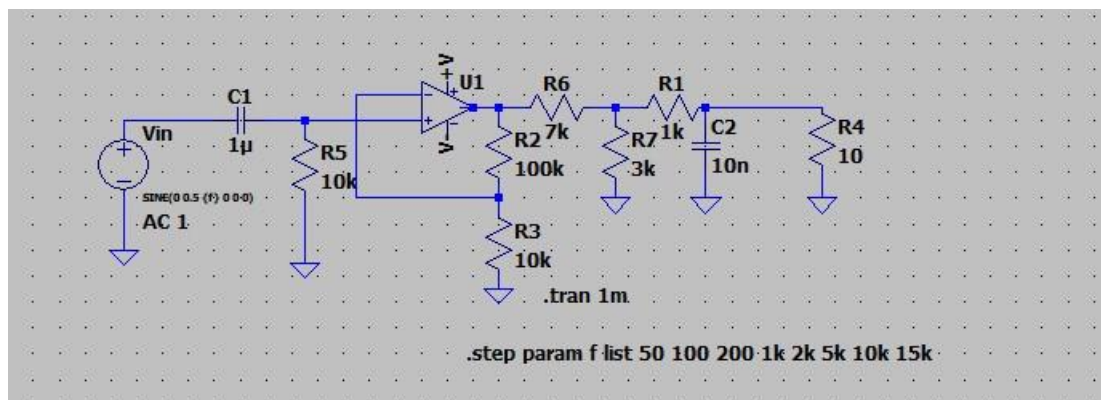 Vin
SINE(0 0.5 {f} 0 0 0)
AC 1
C1
1µ
R5
10k
+V
U1
V-
R2
100k
R3
10k
R6
7k
R7
3k
R1
1k
C2
10n
R4
10
.tran 1m
.step param f list 50 100 200 1k 2k 5k 10k 15k